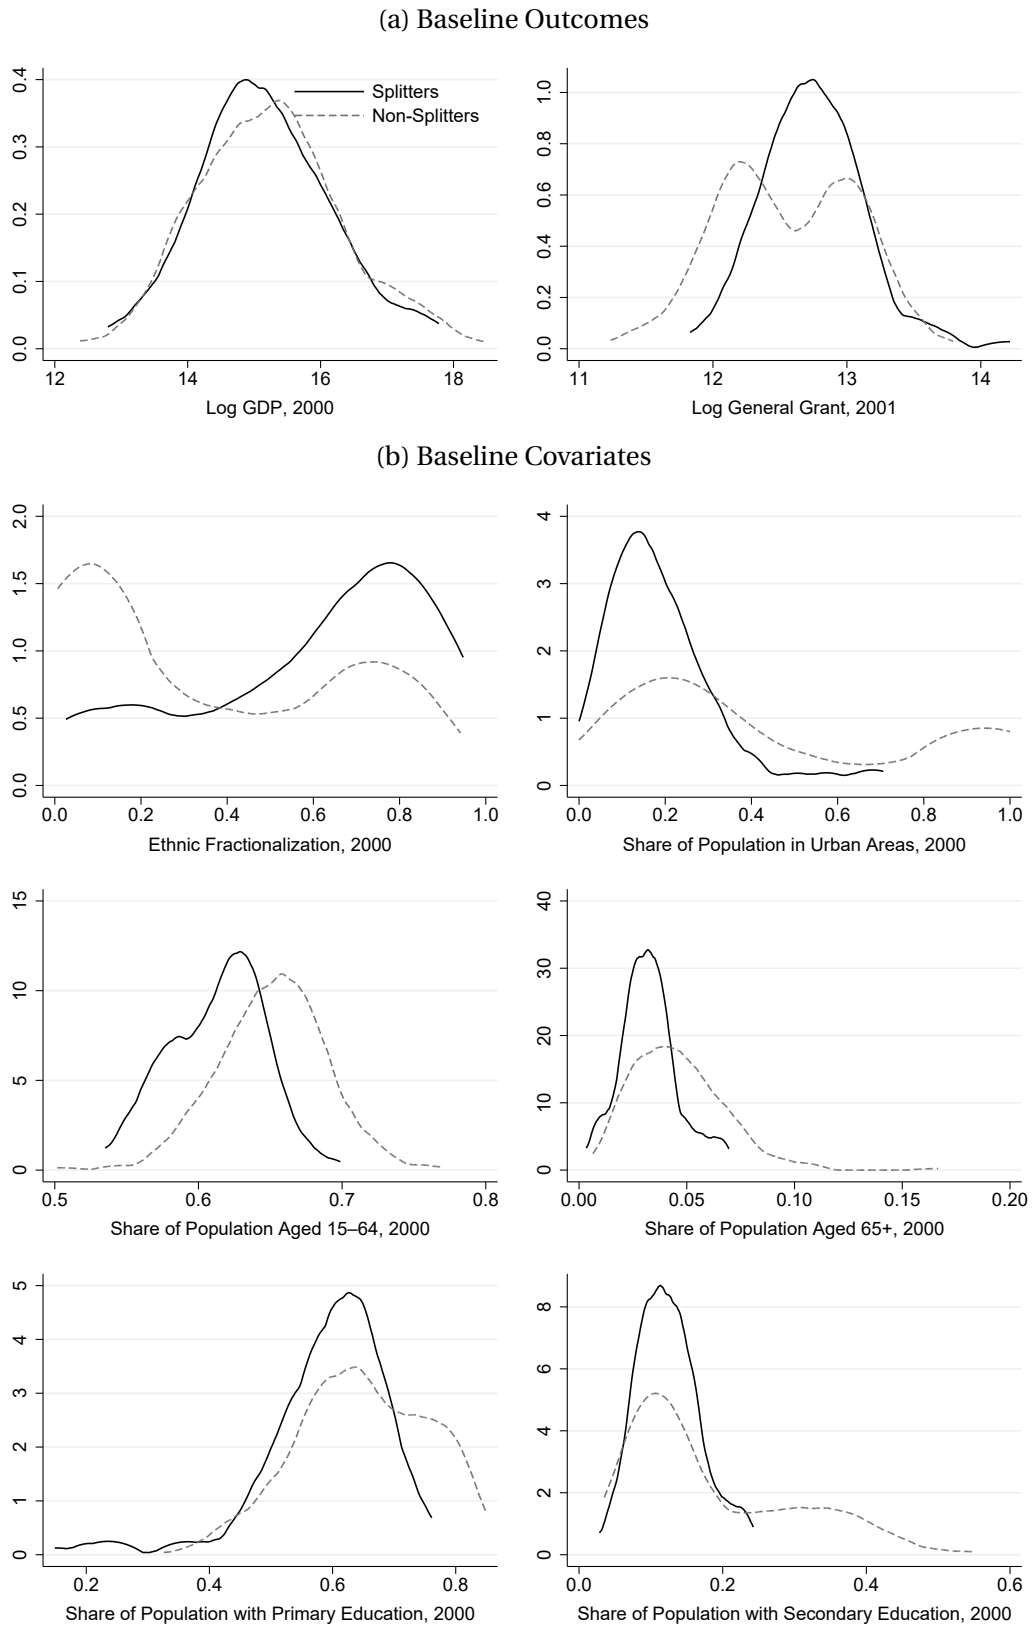 (a) Baseline Outcomes
0.4
0.3
0.2
0.1
0.0
Splitters
Non-Splitters
12 14 16 18
Log GDP, 2000
1.0
0.8
0.6
0.4
0.2
0.0
11 12 13 14
Log General Grant, 2001
(b) Baseline Covariates
2.0
1.5
1.0
0.5
0.0
0.0 0.2 0.4 0.6 0.8 1.0
Ethnic Fractionalization, 2000
4
3
2
1
0
0.0 0.2 0.4 0.6 0.8 1.0
Share of Population in Urban Areas, 2000
15
10
5
0
0.5 0.6 0.7 0.8
Share of Population Aged 15–64, 2000
40
30
20
10
0
0.00 0.05 0.10 0.15 0.20
Share of Population Aged 65+, 2000
5
4
3
2
1
0
0.2 0.4 0.6 0.8
Share of Population with Primary Education, 2000
8
6
4
2
0
0.0 0.2 0.4 0.6
Share of Population with Secondary Education, 2000